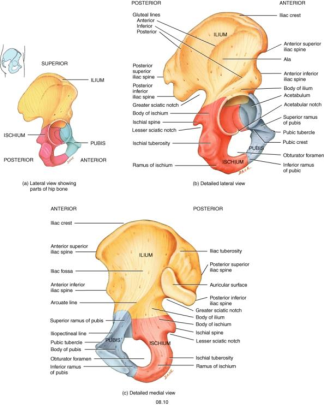 SUPERIOR
ILIUM
ISCHIUM
PUBIS
POSTERIOR
ANTERIOR
(a) Lateral view showing
parts of hip bone
POSTERIOR
ANTERIOR
Gluteal lines
Anterior
Inferior
Posterior
Posterior
superior
iliac spine
Posterior
inferior
iliac spine
Greater sciatic notch
Body of ischium
Ischial spine
Lesser sciatic notch
Ischial tuberosity
Ramus of ischium
ILIUM
PUBIS
ISCHIUM
Iliac crest
Anterior superior
iliac spine
Ala
Anterior inferior
iliac spine
Body of ilium
Acetabulum
Acetabular notch
Superior ramus
of pubis
Pubic tubercle
Pubic crest
Obturator foramen
Inferior ramus
of pubis
(b) Detailed lateral view
ANTERIOR
POSTERIOR
Iliac crest
Anterior superior
iliac spine
Iliac fossa
Anterior inferior
iliac spine
Arcuate line
Superior ramus of pubis
Iliopectineal line
Pubic tubercle
Body of pubis
Obturator foramen
Inferior ramus
of pubis
ILIUM
PUBIS
ISCHIUM
Iliac tuberosity
Posterior superior
iliac spine
Auricular surface
Posterior inferior
iliac spine
Greater sciatic notch
Body of ilium
Body of ischium
Ischial spine
Lesser sciatic notch
Ischial tuberosity
Ramus of ischium
(c) Detailed medial view
08.10